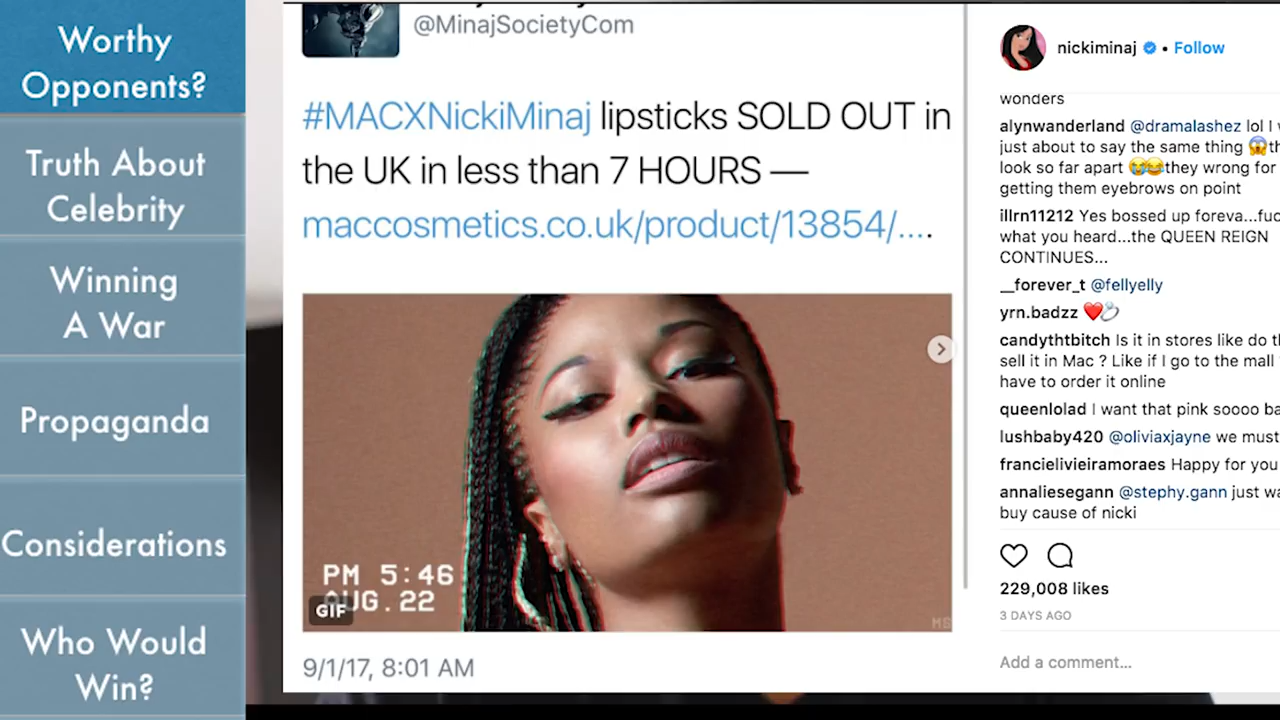 Worthy
Opponents?
Truth About
Celebrity
Winning
A War
Propaganda
Considerations
Who Would
Win?
@MinajSocietyCom
#MACXNickiMinaj lipsticks SOLD OUT in
the UK in less than 7 HOURS —
maccosmetics.co.uk/product/13854/....
PM 5:46
AUG.22
GIF
MS
9/1/17, 8:01 AM
nickiminaj • Follow
wonders
alynwanderland @dramalashez lol I
just about to say the same thing 😱
look so far apart 😂😂they wrong for
getting them eyebrows on point
illrn11212 Yes bossed up foreva...
what you heard...the QUEEN REIGN
CONTINUES...
__forever_t @fellyelly
yrn.badzz ❤️💍
candythtbitch Is it in stores like do
sell it in Mac ? Like if I go to the mall
have to order it online
queenlolad I want that pink soooo
lushbaby420 @oliviaxjayne we must
francielivieiramoraes Happy for you
annaliesegann @stephy.gann just
buy cause of nicki
229,008 likes
3 DAYS AGO
Add a comment...